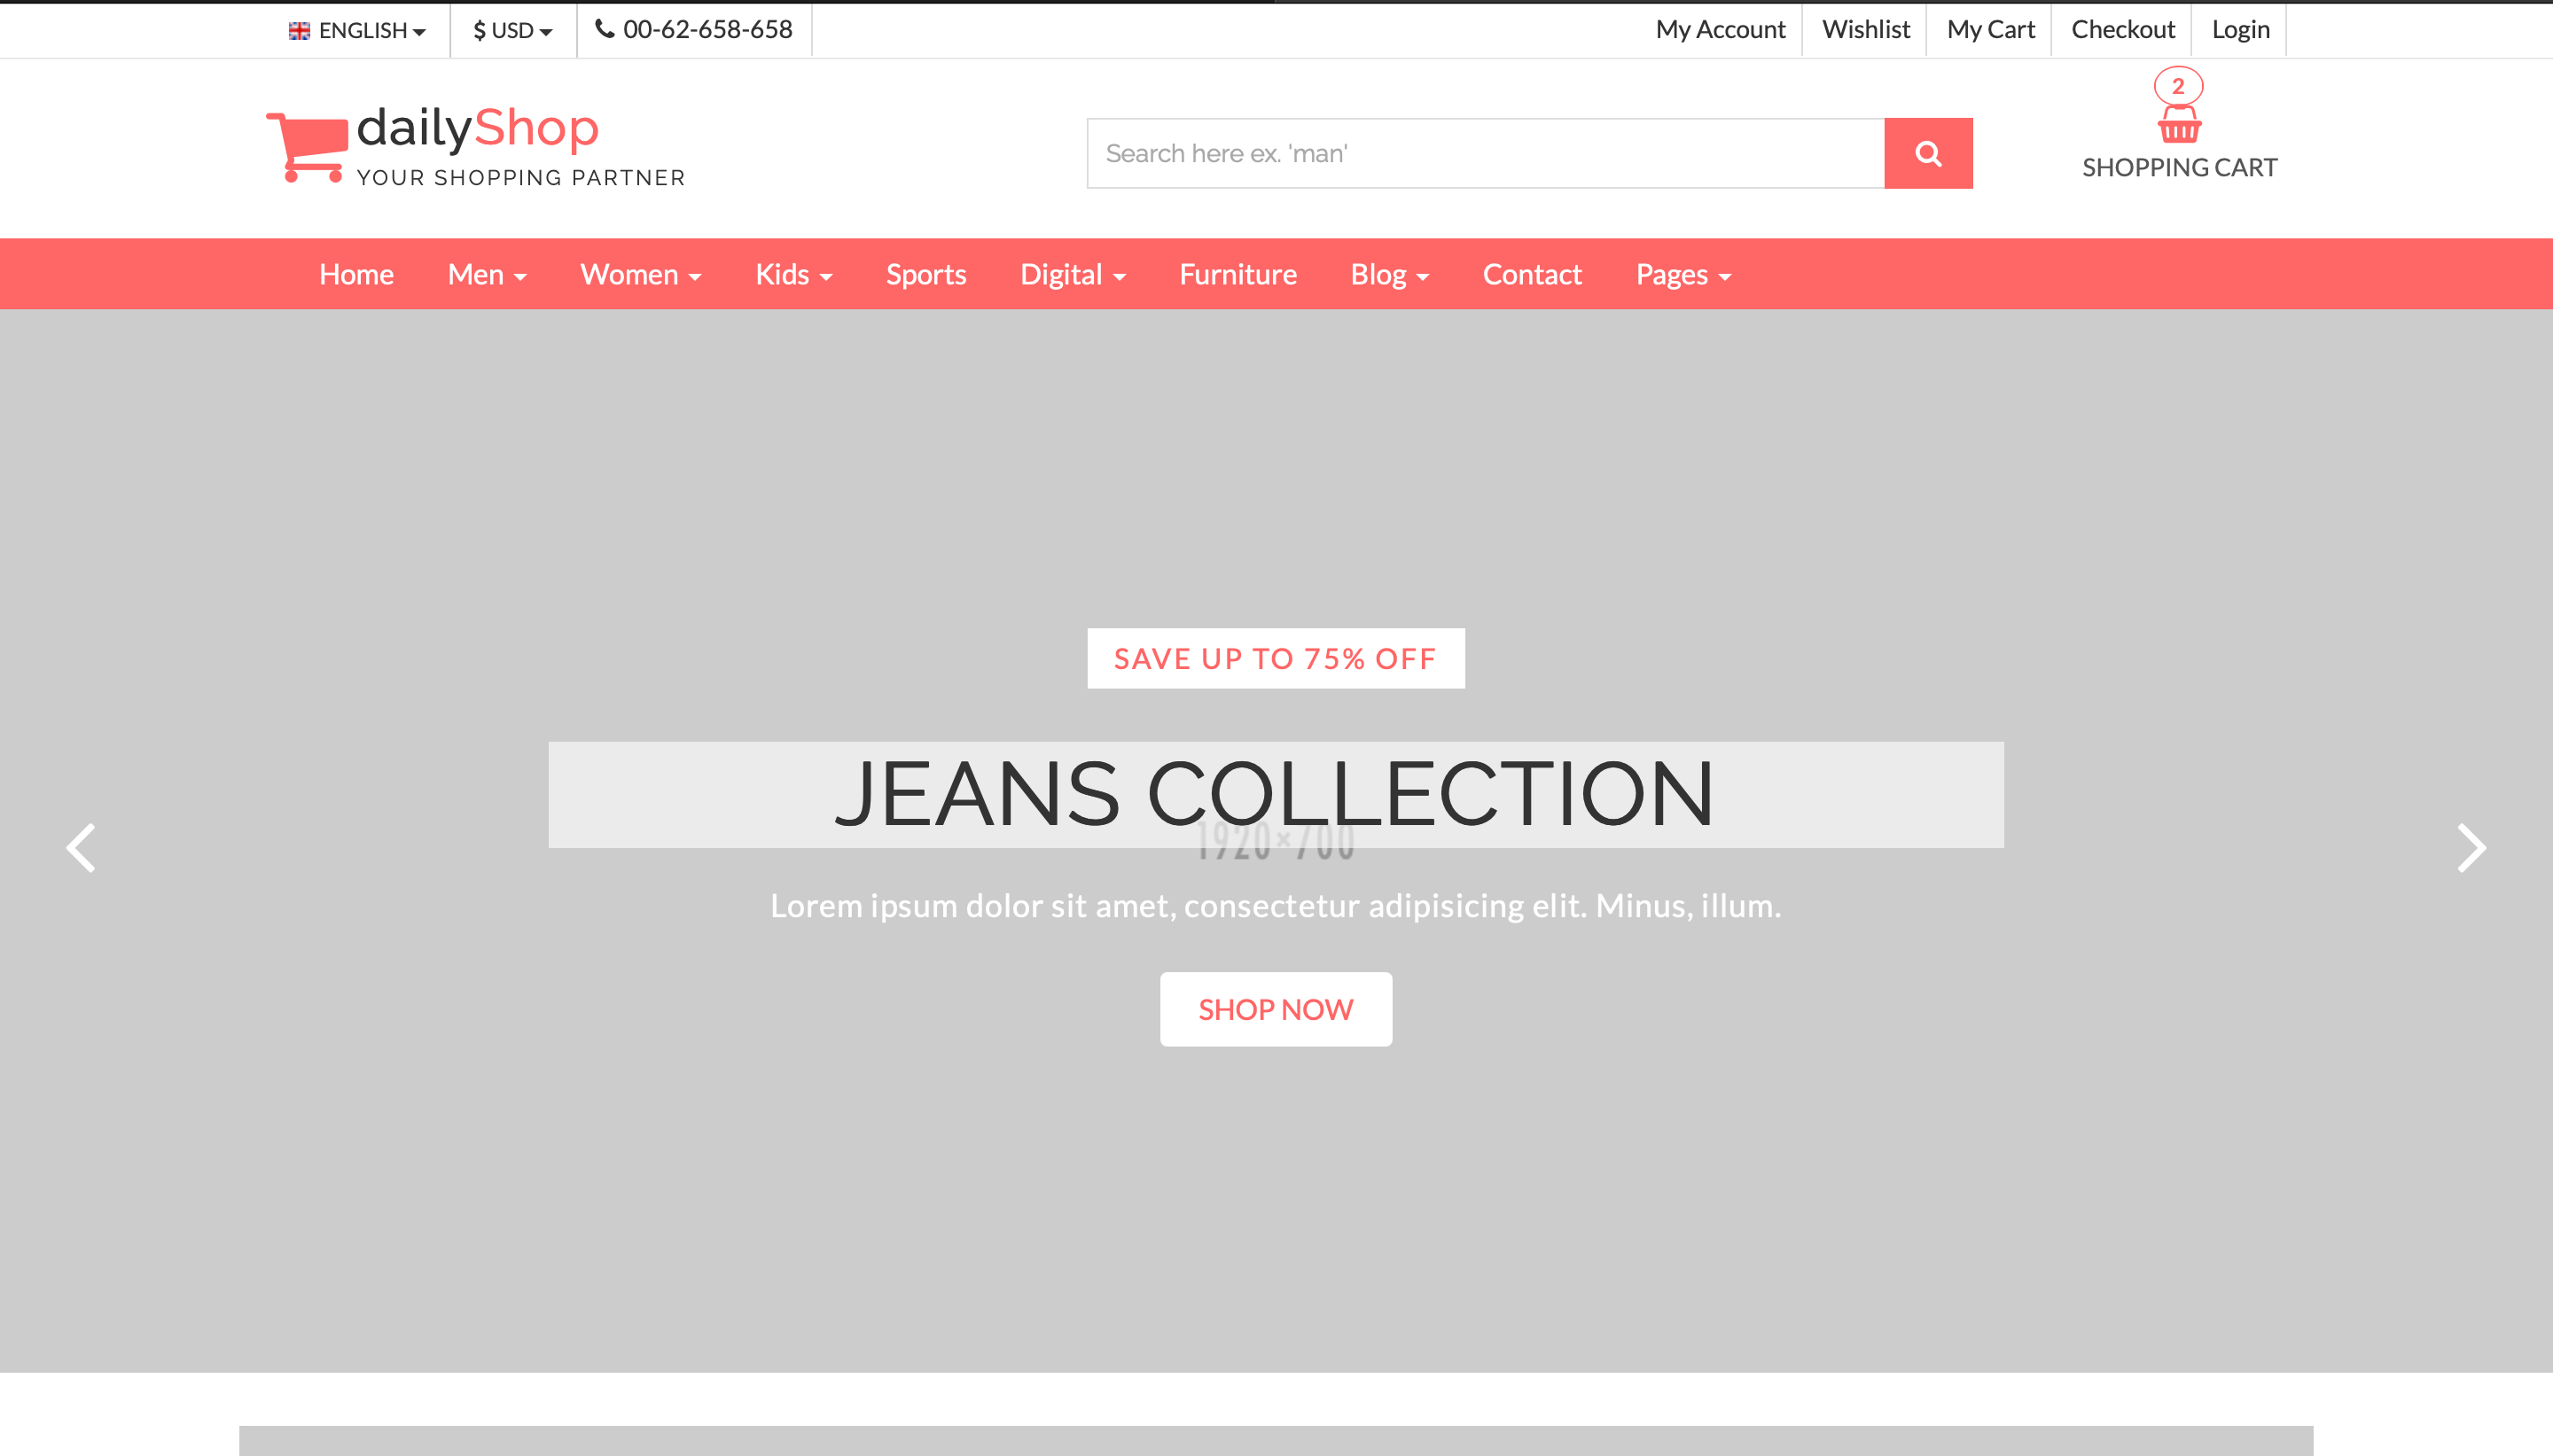 ENGLISH
$ USD
00-62-658-658
My Account
Wishlist
My Cart
Checkout
Login
dailyShop
YOUR SHOPPING PARTNER
Search here ex. 'man'
2
SHOPPING CART
Home
Men
Women
Kids
Sports
Digital
Furniture
Blog
Contact
Pages
SAVE UP TO 75% OFF
JEANS COLLECTION
1920×700
Lorem ipsum dolor sit amet, consectetur adipisicing elit. Minus, illum.
SHOP NOW